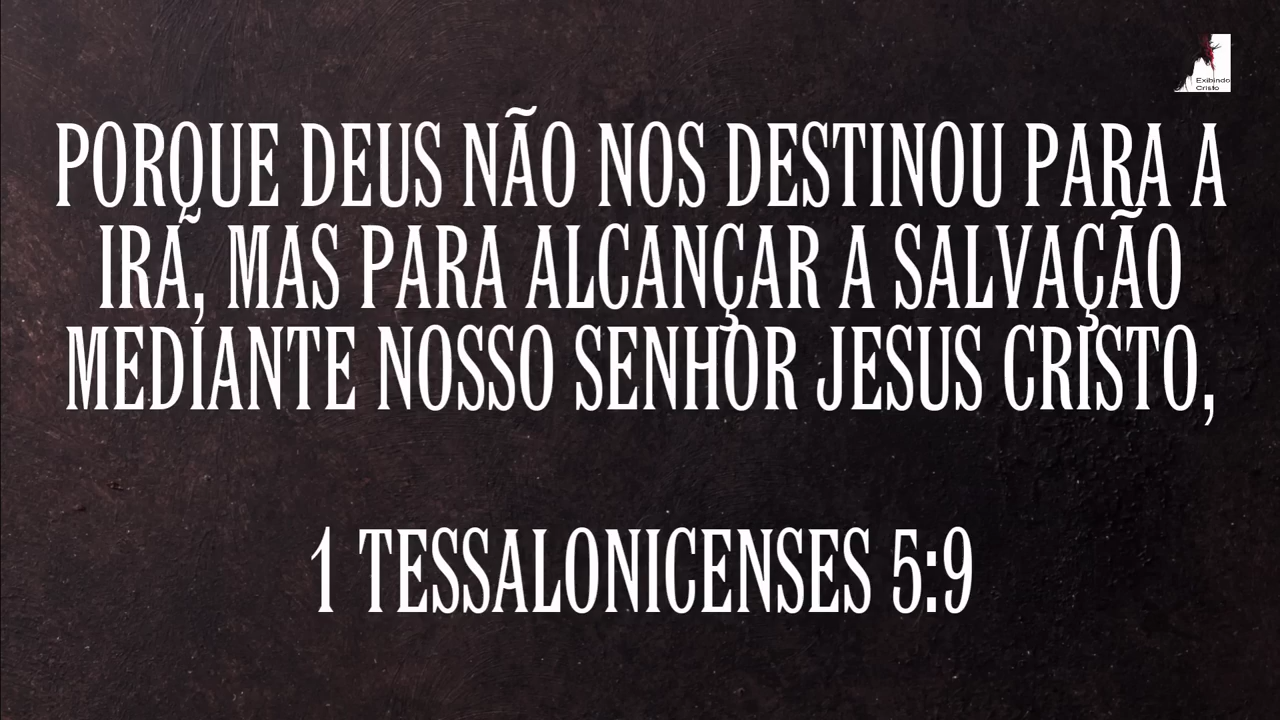 Exibindo
Cristo
PORQUE DEUS NÃO NOS DESTINOU PARA A
IRA, MAS PARA ALCANÇAR A SALVAÇÃO
MEDIANTE NOSSO SENHOR JESUS CRISTO,
1 TESSALONICENSES 5:9